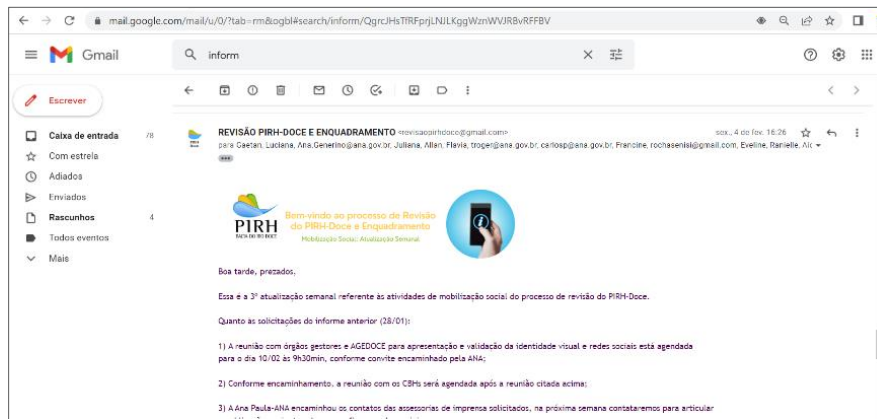 mail.google.com/mail/u/0/?tab=rm&ogbl#search/inform/QgrcJHsTfRFprjLNJLKggWznWVJRBvRFFBV
Gmail
inform
Escrever
Caixa de entrada 78
Com estrela
Adiados
Enviados
Rascunhos 4
Todos eventos
Mais
REVISÃO PIRH-DOCE E ENQUADRAMENTO <revisaopirhdoce@gmail.com>
sex., 4 de fev. 16:26
para Gaetan, Luciana, Ana.Generino@ana.gov.br, Juliana, Allan, Flavia, troger@ana.gov.br, carlosp@ana.gov.br, Francine, rochasenisi@gmail.com, Eveline, Ranielle,
PIRH
BACIA DO RIO DOCE
Bem-vindo ao processo de Revisão
do PIRH-Doce e Enquadramento
Mobilização Social: Atualização Semanal
Boa tarde, prezados,
Essa é a 3ª atualização semanal referente às atividades de mobilização social do processo de revisão do PIRH-Doce.
Quanto às solicitações do informe anterior (28/01):
1) A reunião com órgãos gestores e AGEDOCE para apresentação e validação da identidade visual e redes sociais está agendada
para o dia 10/02 às 9h30min, conforme convite encaminhado pela ANA;
2) Conforme encaminhamento, a reunião com os CBHs será agendada após a reunião citada acima;
3) A Ana Paula-ANA encaminhou os contatos das assessorias de imprensa solicitados, na próxima semana contataremos para articular